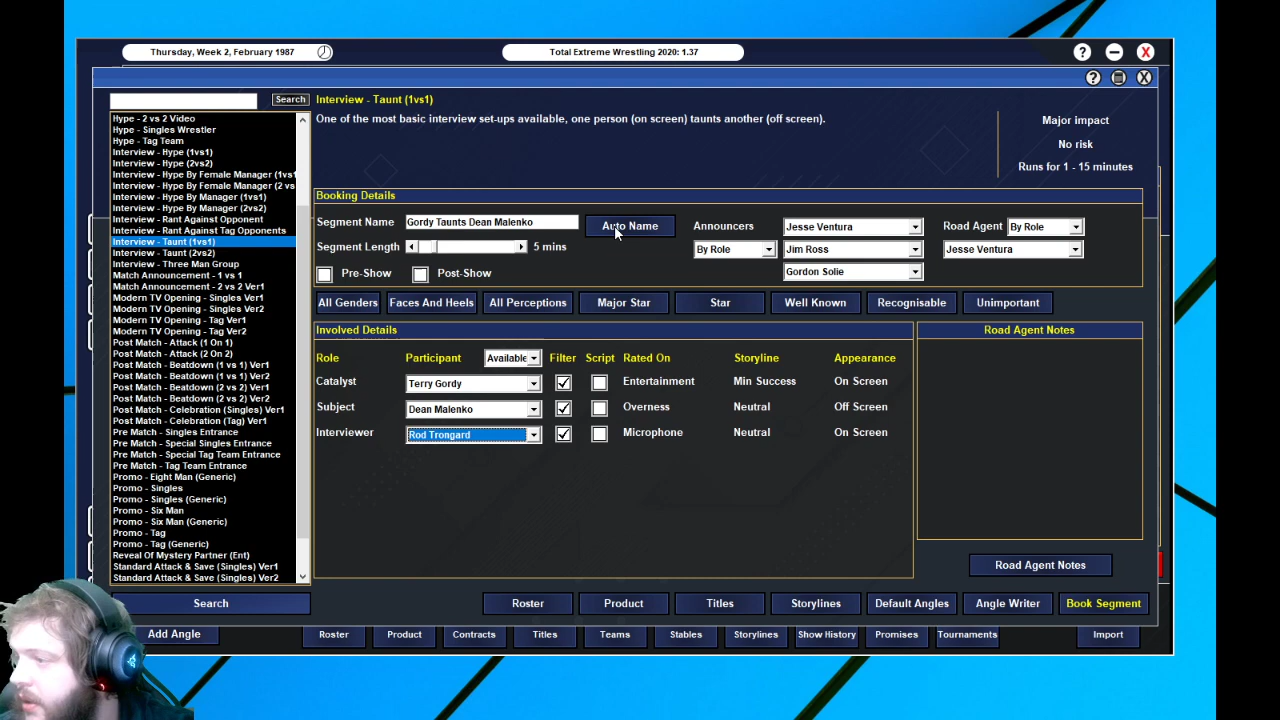 Thursday, Week 2, February 1987
Total Extreme Wrestling 2020: 1.37
?
X
?
X
Search
Hype - 2 vs 2 Video
Hype - Singles Wrestler
Hype - Tag Team
Interview - Hype (1vs1)
Interview - Hype (2vs2)
Interview - Hype By Female Manager (1vs1
Interview - Hype By Female Manager (2 vs
Interview - Hype By Manager (1vs1)
Interview - Hype By Manager (2vs2)
Interview - Rant Against Opponent
Interview - Rant Against Tag Opponents
Interview - Taunt (1vs1)
Interview - Taunt (2vs2)
Interview - Three Man Group
Match Announcement - 1 vs 1
Match Announcement - 2 vs 2 Ver1
Modern TV Opening - Singles Ver1
Modern TV Opening - Singles Ver2
Modern TV Opening - Tag Ver1
Modern TV Opening - Tag Ver2
Post Match - Attack (1 On 1)
Post Match - Attack (2 On 2)
Post Match - Beatdown (1 vs 1) Ver1
Post Match - Beatdown (1 vs 1) Ver2
Post Match - Beatdown (2 vs 2) Ver1
Post Match - Beatdown (2 vs 2) Ver2
Post Match - Celebration (Singles) Ver1
Post Match - Celebration (Tag) Ver1
Pre Match - Singles Entrance
Pre Match - Special Singles Entrance
Pre Match - Special Tag Team Entrance
Pre Match - Tag Team Entrance
Promo - Eight Man (Generic)
Promo - Singles
Promo - Singles (Generic)
Promo - Six Man
Promo - Six Man (Generic)
Promo - Tag
Promo - Tag (Generic)
Reveal Of Mystery Partner (Ent)
Standard Attack & Save (Singles) Ver1
Standard Attack & Save (Singles) Ver2
Search
Interview - Taunt (1vs1)
One of the most basic interview set-ups available, one person (on screen) taunts another (off screen).
Major impact
No risk
Runs for 1 - 15 minutes
Booking Details
Segment Name Gordy Taunts Dean Malenko Auto Name Announcers Jesse Ventura Road Agent By Role
Segment Length 5 mins By Role Jim Ross Jesse Ventura
Pre-Show Post-Show Gordon Solie
All Genders Faces And Heels All Perceptions Major Star Star Well Known Recognisable Unimportant
Involved Details
Role Participant Available Filter Script Rated On Storyline Appearance
Catalyst Terry Gordy Entertainment Min Success On Screen
Subject Dean Malenko Overness Neutral Off Screen
Interviewer Rod Trongard Microphone Neutral On Screen
Road Agent Notes
Road Agent Notes
Roster Product Titles Storylines Default Angles Angle Writer Book Segment
Add Angle Roster Product Contracts Titles Teams Stables Storylines Show History Promises Tournaments Import